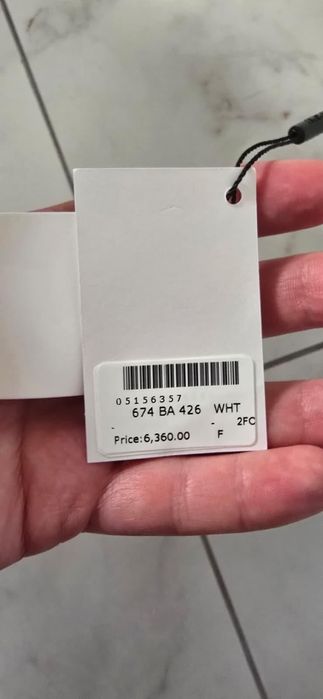 05156357
674 BA 426 WHT
- - 2FC
Price:6,360.00 F